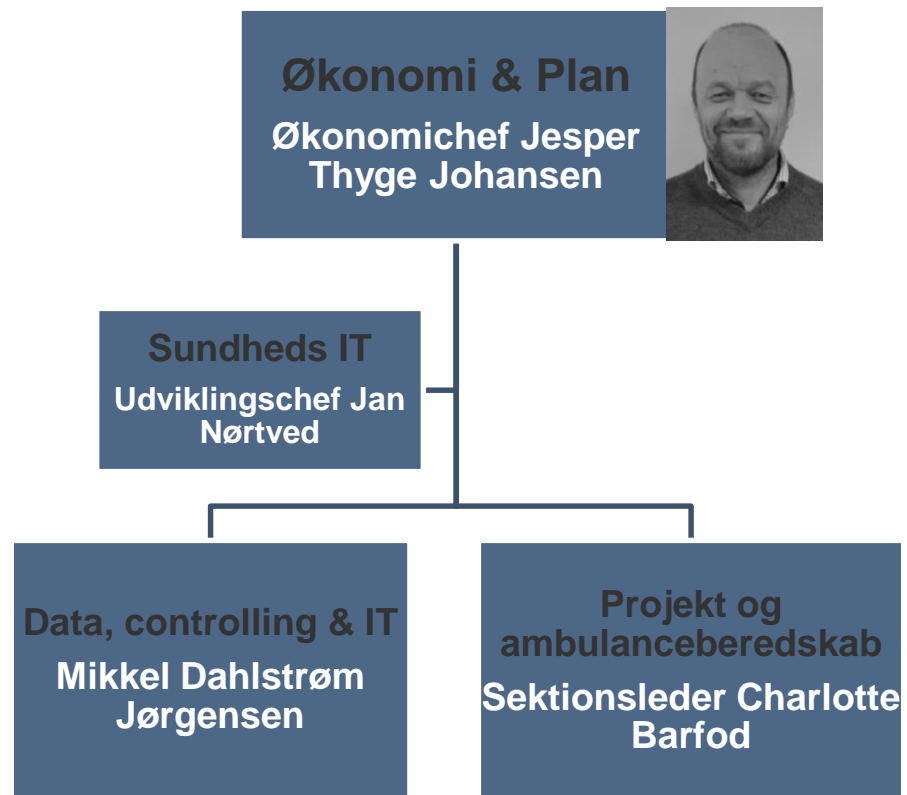 Økonomi & Plan
Økonomichef Jesper
Thyge Johansen
Sundheds IT
Udviklingschef Jan
Nørtved
Data, controlling & IT
Mikkel Dahlstrøm
Jørgensen
Projekt og
ambulanceberedskab
Sektionsleder Charlotte
Barfod